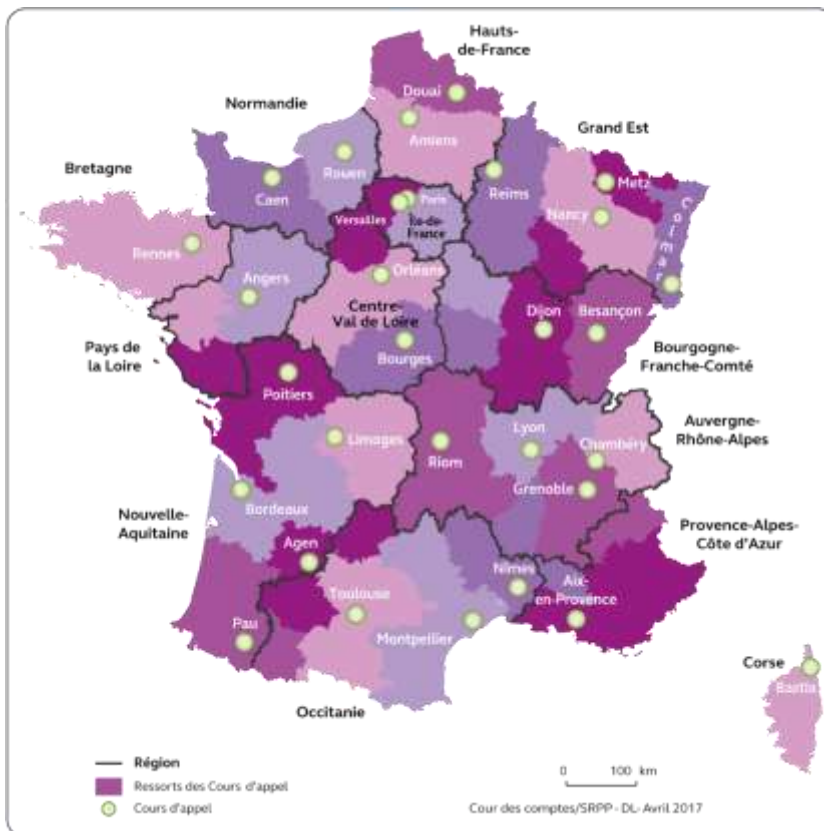 Hauts-
de-France
Douai
Normandie
Amiens
Grand Est
Rouen
Bretagne
Caen
Reims
Metz
Paris
Versailles
Île-de-
France
Nancy
Colmar
Rennes
Angers
Orléans
Centre-
Val de Loire
Dijon
Besançon
Pays de
la Loire
Bourges
Bourgogne-
Franche-Comté
Poitiers
Auvergne-
Rhône-Alpes
Limoges
Lyon
Chambéry
Riom
Grenoble
Nouvelle-
Aquitaine
Bordeaux
Provence-Alpes-
Côte d'Azur
Agen
Nîmes
Aix-
en-Provence
Toulouse
Pau
Montpellier
Corse
Bastia
Occitanie
Région
Ressorts des Cours d'appel
Cours d'appel
0 100 km
Cour des comptes/SRPP - DL- Avril 2017